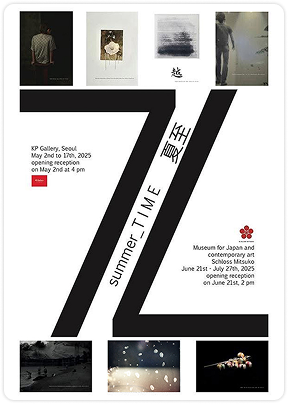 越
KP Gallery, Seoul
May 2nd to 17th, 2025
opening reception
on May 2nd at 4 pm
summer_TIME 夏至
Museum for Japan and
contemporary art
Schloss Mitsuko
June 21st - July 27th, 2025
opening reception
on June 21st, 2 pm